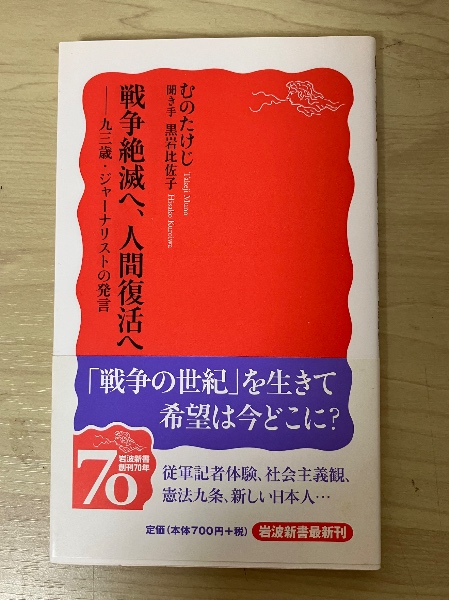 むのたけじ Takeji Muno
聞き手 黒岩比佐子 Hisako Kuroiwa
戦争絶滅へ、人間復活へ
──九三歳・ジャーナリストの発言
「戦争の世紀」を生きて
希望は今どこに?
岩波新書
創刊70年
70
従軍記者体験、社会主義観、
憲法九条、新しい日本人…
定価(本体700円+税)
岩波新書最新刊